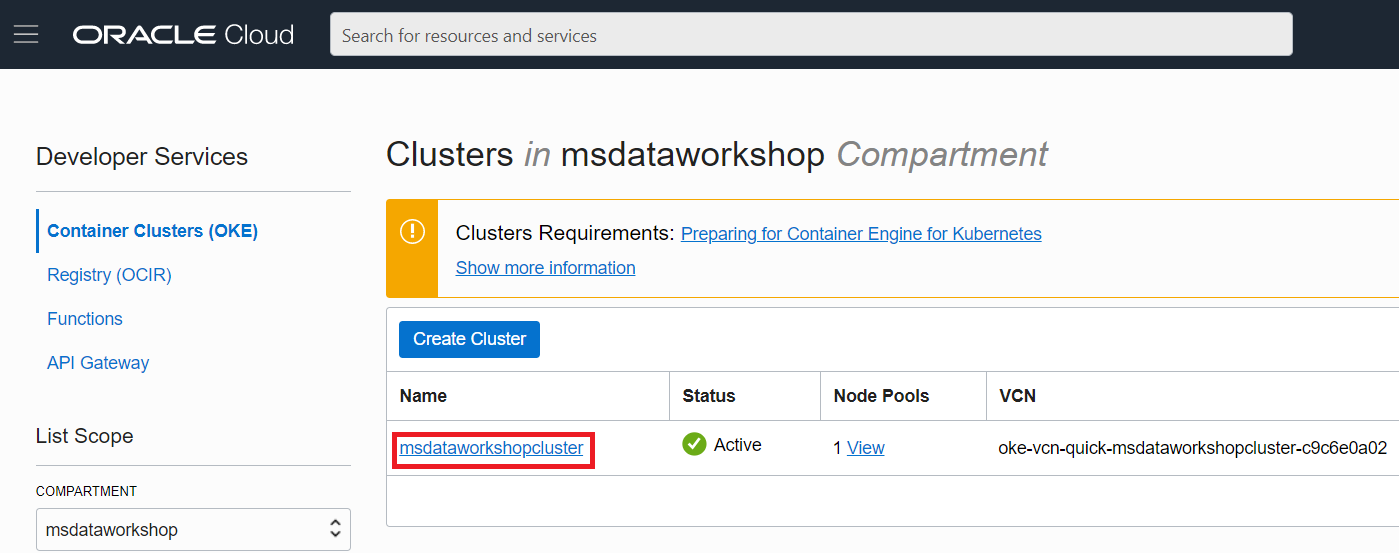 ORACLE Cloud
Search for resources and services
Developer Services
Container Clusters (OKE)
Registry (OCIR)
Functions
API Gateway
List Scope
COMPARTMENT
msdataworkshop
Clusters in msdataworkshop Compartment
Clusters Requirements: Preparing for Container Engine for Kubernetes
Show more information
Create Cluster
Name Status Node Pools VCN
msdataworkshopcluster Active 1 View oke-vcn-quick-msdataworkshopcluster-c9c6e0a02